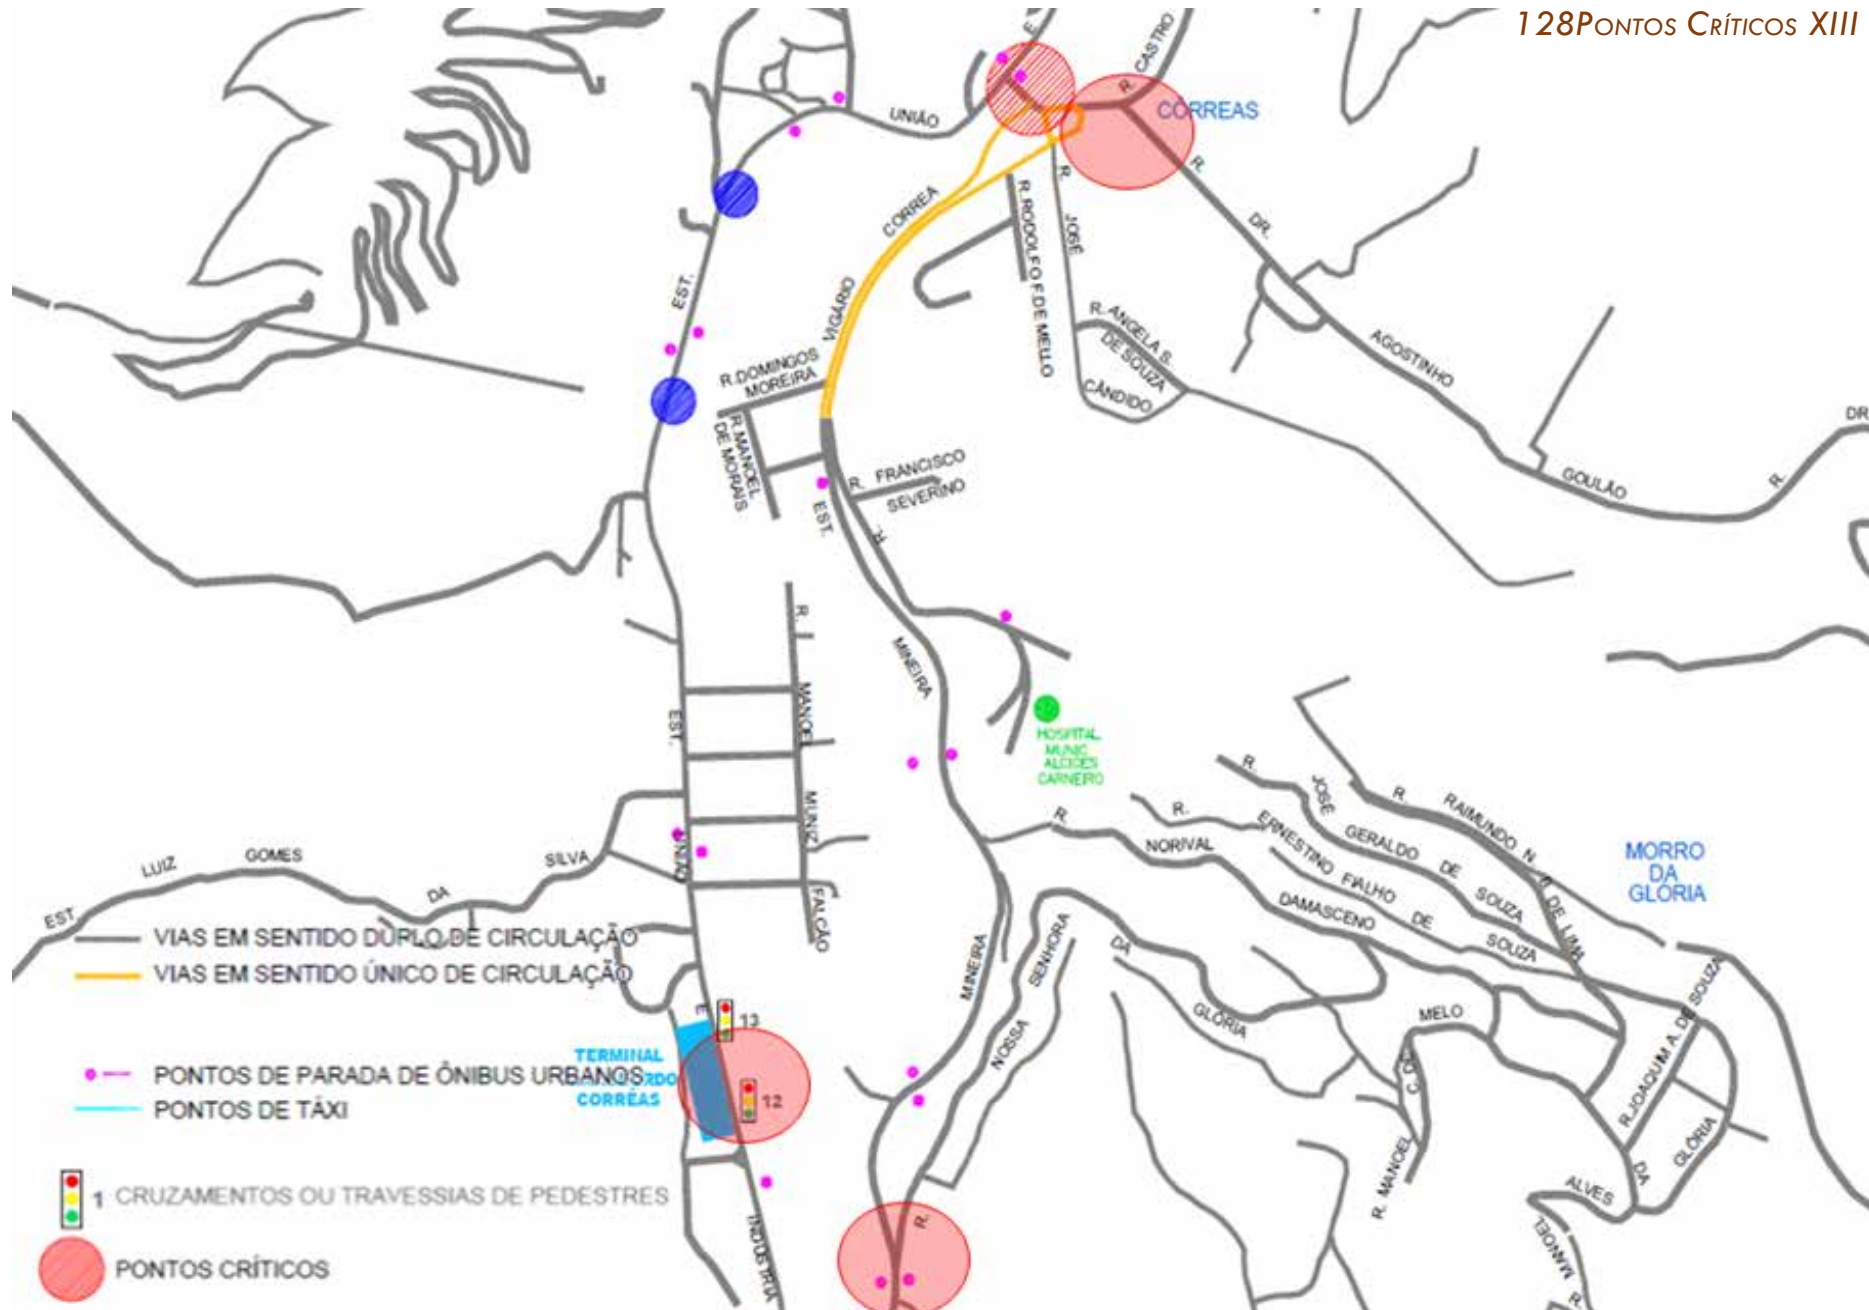 128PONTOS CRÍTICOS XIII
E
R. CASTRO
CORREAS
UNIÃO
R.
R.
R. RODOLFO F.DE MELLO
JOSÉ
CORREA
DR.
EST.
VIGÁRIO
R. ANGELA S.
DE SOUZA
CÂNDIDO
AGOSTINHO
R.DOMINGOS
MOREIRA
R.MANOEL
DE MORAIS
DR
GOULÃO
R.
R. FRANCISCO
SEVERINO
EST.
R.
R.
MINEIRA
MANOEL
EST.
HOSPITAL
MUNIC.
ALCIDES
CARNEIRO
MUNIZ
R.
JOSÉ
R. RAIMUNDO N
R.
ERNESTINO FIALHO DE SOUZA
GERALDO DE SOUZA
R.
NORIVAL
DAMASCENO
DE LIMA
MORRO
DA
GLÓRIA
EST
LUIZ
GOMES
DA
SILVA
UNIÃO
FALCÃO
MINEIRA
NOSSA
SENHORA
DA
GLÓRIA
MELO
R.JOAQUIM A. DE SOUZA
VIAS EM SENTIDO DUPLO DE CIRCULAÇÃO
VIAS EM SENTIDO ÚNICO DE CIRCULAÇÃO
E
13
TERMINAL
CORRÊAS
12
PONTOS DE PARADA DE ÔNIBUS URBANOS
PONTOS DE TÁXI
R. MANOEL
C. DE
GLÓRIA
DA
ALVES
MANOEL
R.
1 CRUZAMENTOS OU TRAVESSIAS DE PEDESTRES
INDÚSTRIA
R.
PONTOS CRÍTICOS